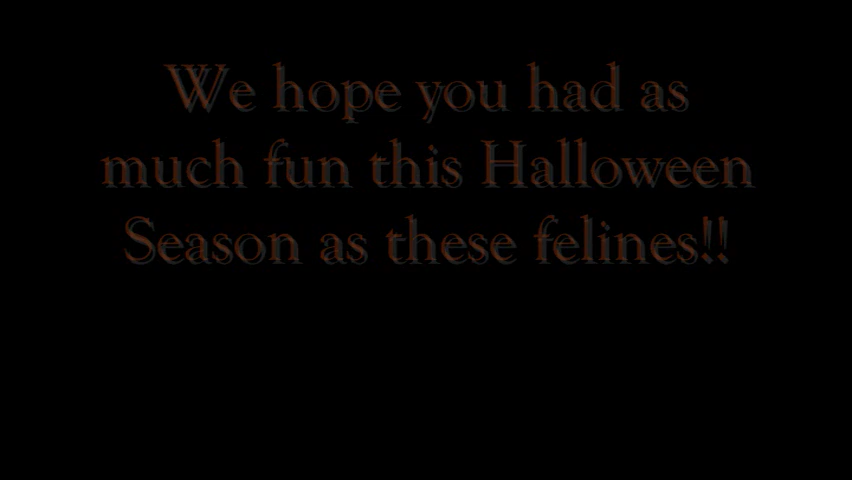 We hope you had as
much fun this Halloween
Season as these felines!!